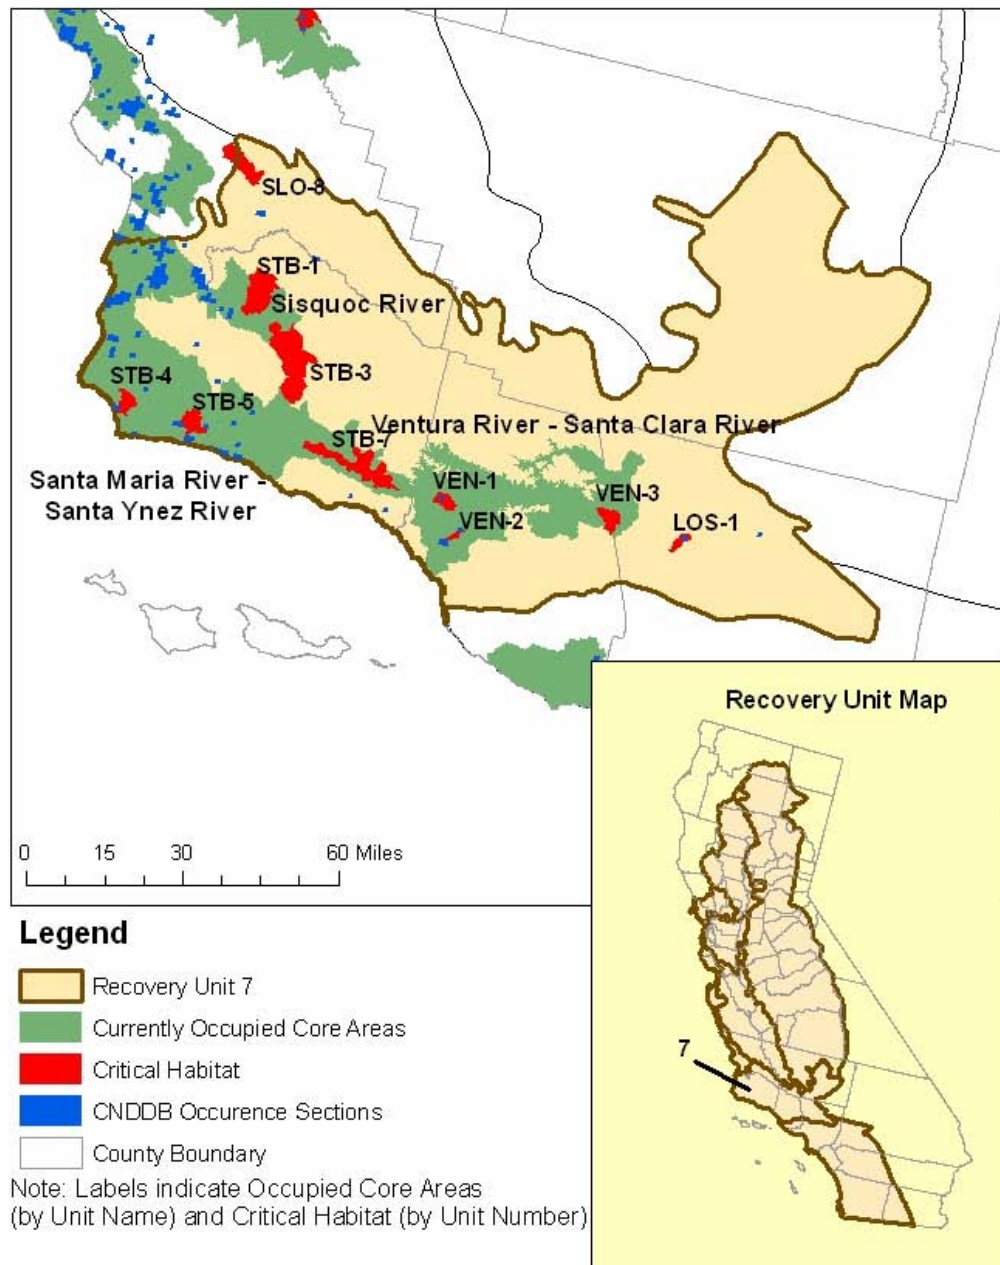 SLO-8
STB-1
Sisquoc River
STB-3
STB-4
STB-5
Ventura River - Santa Clara River
STB-7
Santa Maria River -
Santa Ynez River
VEN-1
VEN-3
VEN-2
LOS-1
0 15 30 60 Miles
Recovery Unit Map
7
Legend
Recovery Unit 7
Currently Occupied Core Areas
Critical Habitat
CNDDB Occurence Sections
County Boundary
Note: Labels indicate Occupied Core Areas
(by Unit Name) and Critical Habitat (by Unit Number)